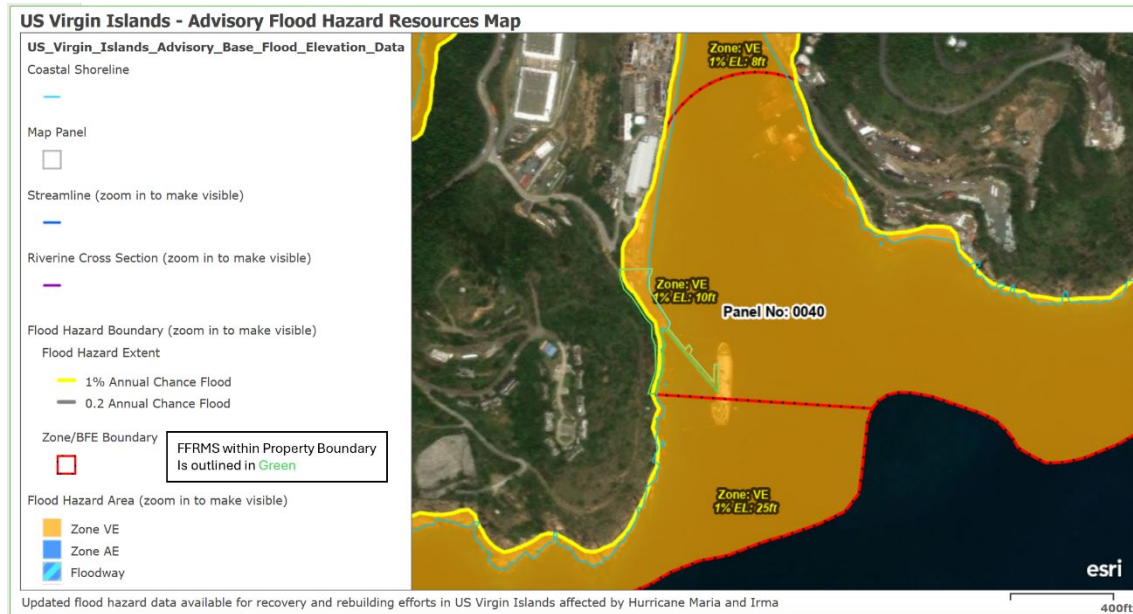 US Virgin Islands - Advisory Flood Hazard Resources Map
US_Virgin_Islands_Advisory_Base_Flood_Elevation_Data
Coastal Shoreline
Map Panel
Streamline (zoom in to make visible)
Riverine Cross Section (zoom in to make visible)
Flood Hazard Boundary (zoom in to make visible)
Flood Hazard Extent
1% Annual Chance Flood
0.2 Annual Chance Flood
Zone/BFE Boundary
FFRMS within Property Boundary
Is outlined in Green
Flood Hazard Area (zoom in to make visible)
Zone VE
Zone AE
Floodway
Zone: VE
1% EL: 8ft
Zone: VE
1% EL: 10ft
Panel No: 0040
Zone: VE
1% EL: 25ft
esri
Updated flood hazard data available for recovery and rebuilding efforts in US Virgin Islands affected by Hurricane Maria and Irma
400ft